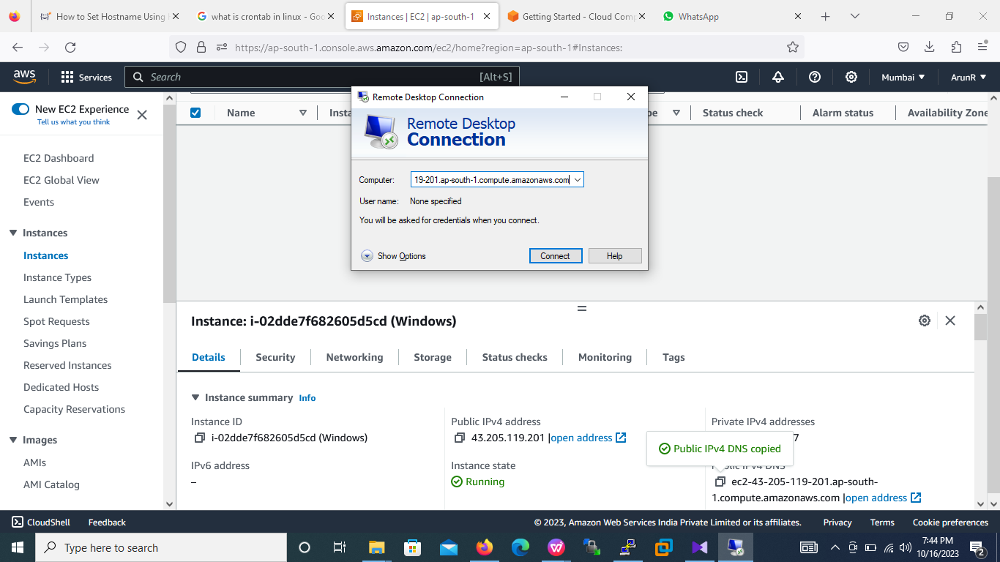 How to Set Hostname Using
what is crontab in linux - Goo
Instances | EC2 | ap-south-1
Getting Started - Cloud Comp
WhatsApp
https://ap-south-1.console.aws.amazon.com/ec2/home?region=ap-south-1#Instances:
aws
Services
Search
[Alt+S]
Mumbai
ArunR
New EC2 Experience
Tell us what you think
EC2 Dashboard
EC2 Global View
Events
Instances
Instances
Instance Types
Launch Templates
Spot Requests
Savings Plans
Reserved Instances
Dedicated Hosts
Capacity Reservations
Images
AMIs
AMI Catalog
Name
Insta
pe
Status check
Alarm status
Availability Zone
Remote Desktop Connection
Remote Desktop
Connection
Computer:
19-201.ap-south-1.compute.amazonaws.com
User name:
None specified
You will be asked for credentials when you connect.
Show Options
Connect
Help
Instance: i-02dde7f682605d5cd (Windows)
Details
Security
Networking
Storage
Status checks
Monitoring
Tags
Instance summary Info
Instance ID
i-02dde7f682605d5cd (Windows)
Public IPv4 address
43.205.119.201 |open address
Private IPv4 addresses
7
Public IPv4 DNS copied
IPv6 address
–
Instance state
Running
Public IPv4 DNS
ec2-43-205-119-201.ap-south-
1.compute.amazonaws.com |open address
CloudShell
Feedback
© 2023, Amazon Web Services India Private Limited or its affiliates.
Privacy
Terms
Cookie preferences
Type here to search
7:44 PM
10/16/2023
2